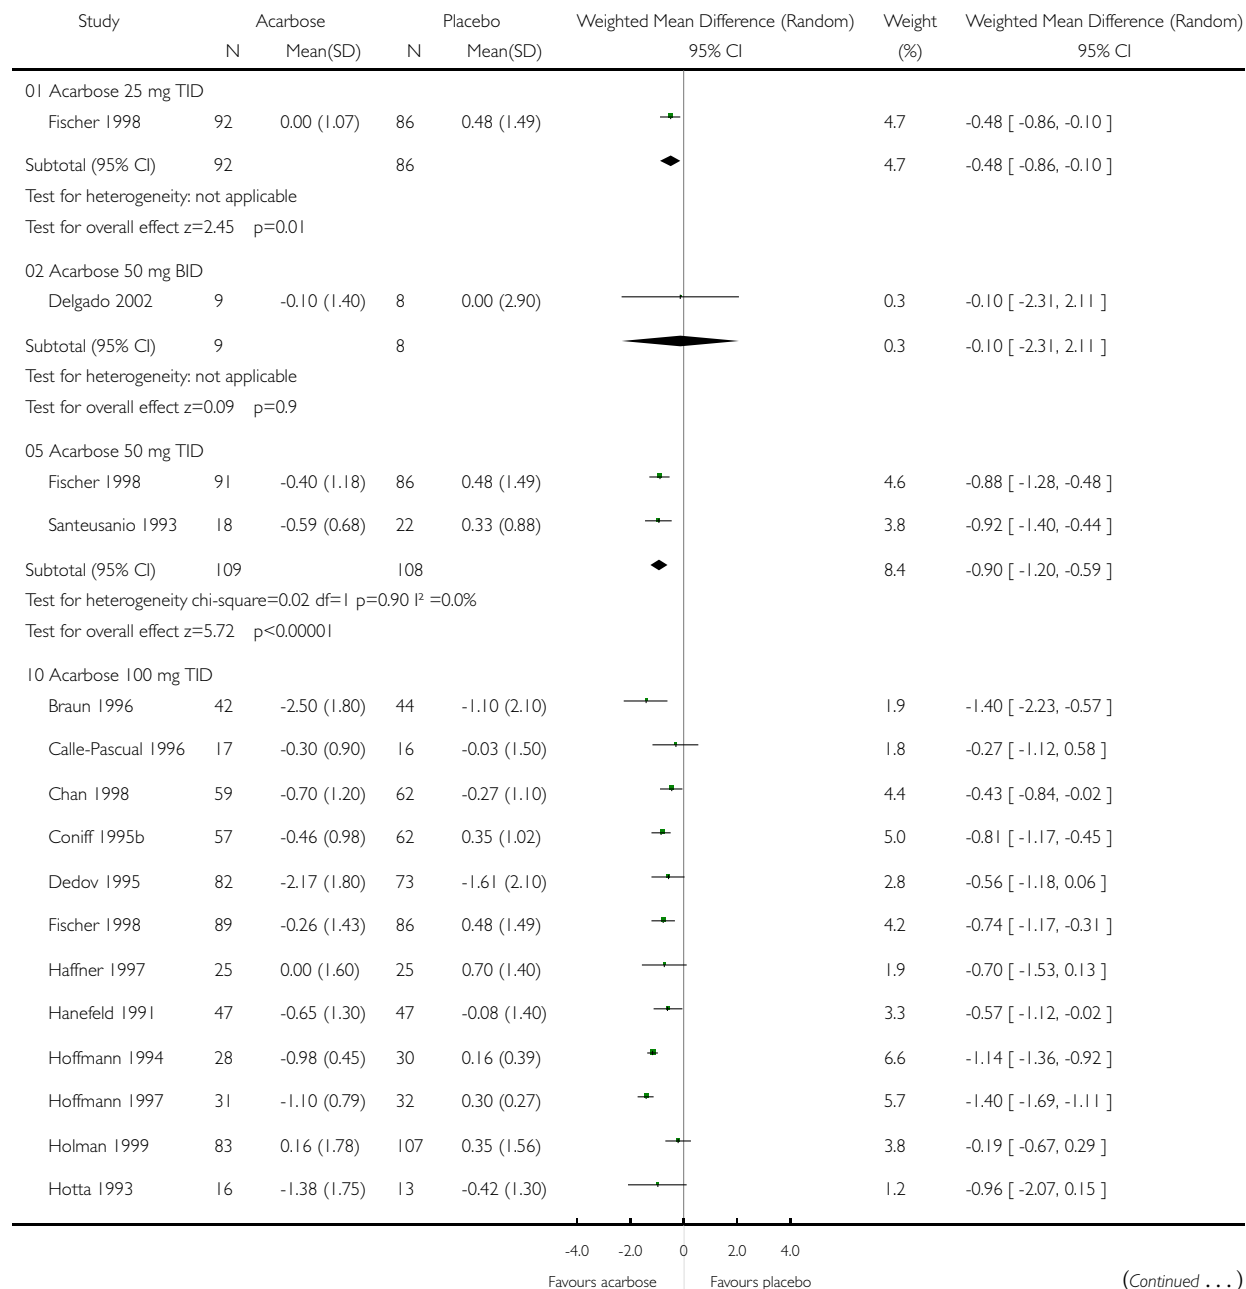 Study Acarbose Placebo Weighted Mean Difference (Random) Weight Weighted Mean Difference (Random)
N Mean(SD) N Mean(SD) 95% CI (%) 95% CI
01 Acarbose 25 mg TID
Fischer 1998 92 0.00 (1.07) 86 0.48 (1.49) 4.7 -0.48 [ -0.86, -0.10 ]
Subtotal (95% CI) 92 86 4.7 -0.48 [ -0.86, -0.10 ]
Test for heterogeneity: not applicable
Test for overall effect z=2.45 p=0.01
02 Acarbose 50 mg BID
Delgado 2002 9 -0.10 (1.40) 8 0.00 (2.90) 0.3 -0.10 [ -2.31, 2.11 ]
Subtotal (95% CI) 9 8 0.3 -0.10 [ -2.31, 2.11 ]
Test for heterogeneity: not applicable
Test for overall effect z=0.09 p=0.9
05 Acarbose 50 mg TID
Fischer 1998 91 -0.40 (1.18) 86 0.48 (1.49) 4.6 -0.88 [ -1.28, -0.48 ]
Santeusanio 1993 18 -0.59 (0.68) 22 0.33 (0.88) 3.8 -0.92 [ -1.40, -0.44 ]
Subtotal (95% CI) 109 108 8.4 -0.90 [ -1.20, -0.59 ]
Test for heterogeneity chi-square=0.02 df=1 p=0.90 I² =0.0%
Test for overall effect z=5.72 p<0.00001
10 Acarbose 100 mg TID
Braun 1996 42 -2.50 (1.80) 44 -1.10 (2.10) 1.9 -1.40 [ -2.23, -0.57 ]
Calle-Pascual 1996 17 -0.30 (0.90) 16 -0.03 (1.50) 1.8 -0.27 [ -1.12, 0.58 ]
Chan 1998 59 -0.70 (1.20) 62 -0.27 (1.10) 4.4 -0.43 [ -0.84, -0.02 ]
Coniff 1995b 57 -0.46 (0.98) 62 0.35 (1.02) 5.0 -0.81 [ -1.17, -0.45 ]
Dedov 1995 82 -2.17 (1.80) 73 -1.61 (2.10) 2.8 -0.56 [ -1.18, 0.06 ]
Fischer 1998 89 -0.26 (1.43) 86 0.48 (1.49) 4.2 -0.74 [ -1.17, -0.31 ]
Haffner 1997 25 0.00 (1.60) 25 0.70 (1.40) 1.9 -0.70 [ -1.53, 0.13 ]
Hanefeld 1991 47 -0.65 (1.30) 47 -0.08 (1.40) 3.3 -0.57 [ -1.12, -0.02 ]
Hoffmann 1994 28 -0.98 (0.45) 30 0.16 (0.39) 6.6 -1.14 [ -1.36, -0.92 ]
Hoffmann 1997 31 -1.10 (0.79) 32 0.30 (0.27) 5.7 -1.40 [ -1.69, -1.11 ]
Holman 1999 83 0.16 (1.78) 107 0.35 (1.56) 3.8 -0.19 [ -0.67, 0.29 ]
Hotta 1993 16 -1.38 (1.75) 13 -0.42 (1.30) 1.2 -0.96 [ -2.07, 0.15 ]
-4.0 -2.0 0 2.0 4.0
Favours acarbose Favours placebo (Continued . . . )